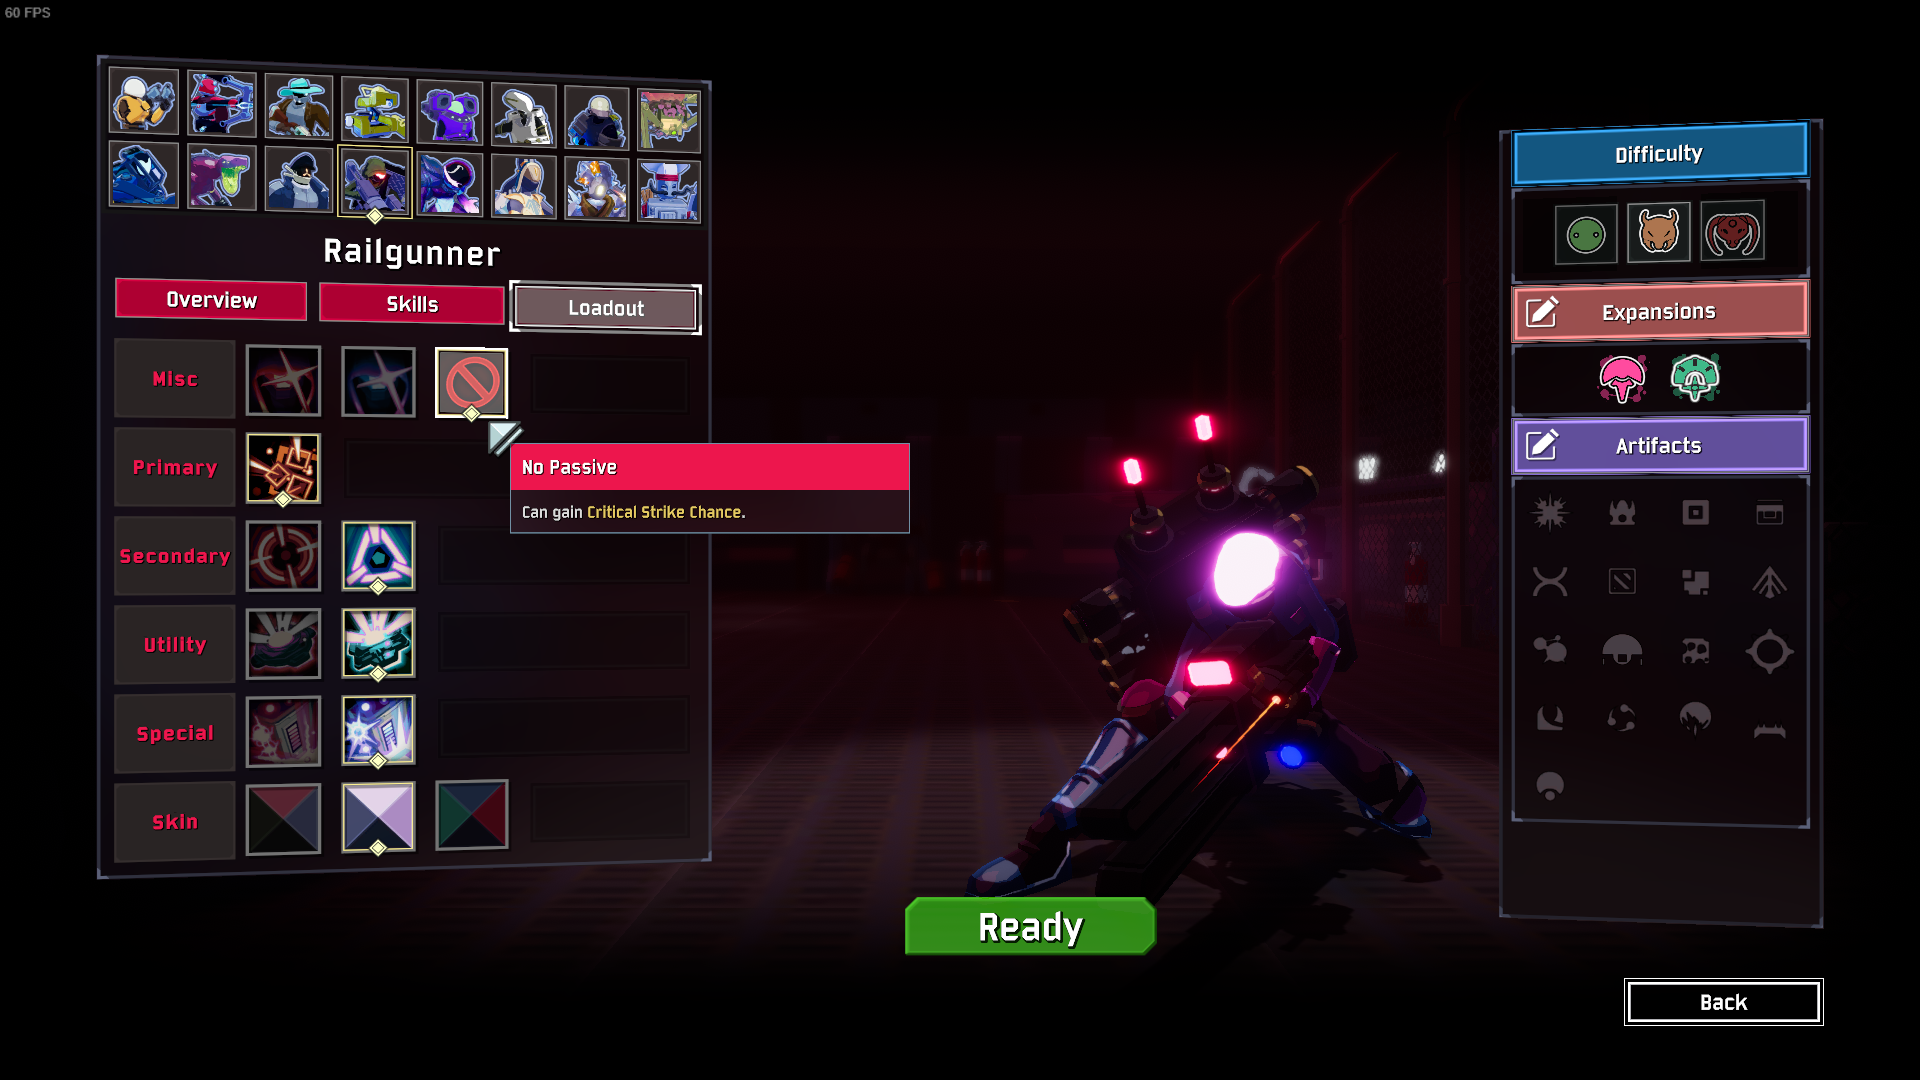 60 FPS
Railgunner
Overview
Skills
Loadout
Misc
Primary
Secondary
Utility
Special
Skin
No Passive
Can gain Critical Strike Chance.
Ready
Difficulty
Expansions
Artifacts
Back